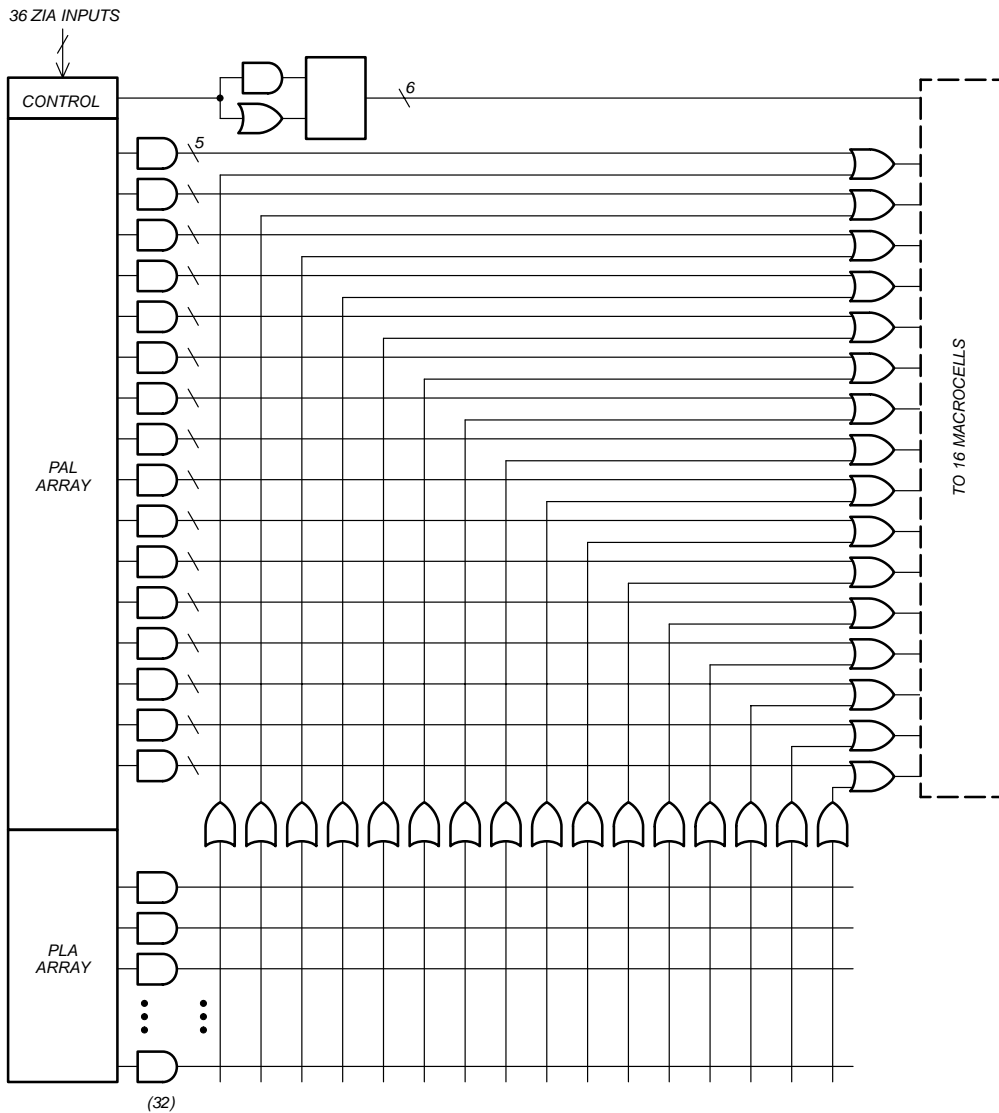 36 ZIA INPUTS
CONTROL
6
5
PAL
ARRAY
TO 16 MACROCELLS
PLA
ARRAY
(32)